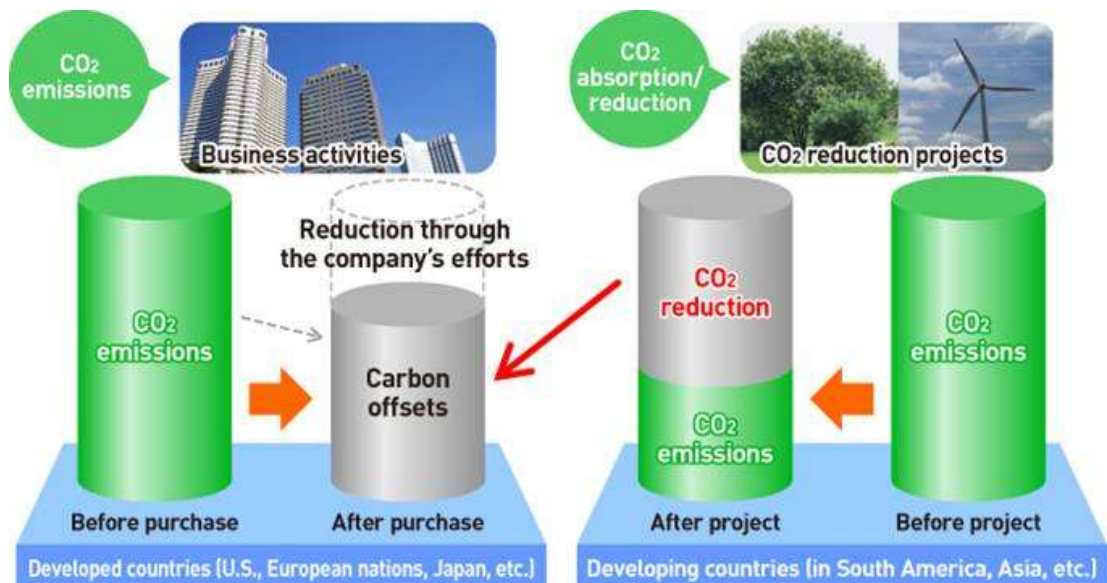 CO₂
emissions
Business activities
CO₂
absorption/
reduction
CO₂ reduction projects
CO₂
emissions
Reduction through
the company's efforts
Carbon
offsets
CO₂
reduction
CO₂
emissions
CO₂
emissions
Before purchase
After purchase
After project
Before project
Developed countries (U.S., European nations, Japan, etc.)
Developing countries (in South America, Asia, etc.)